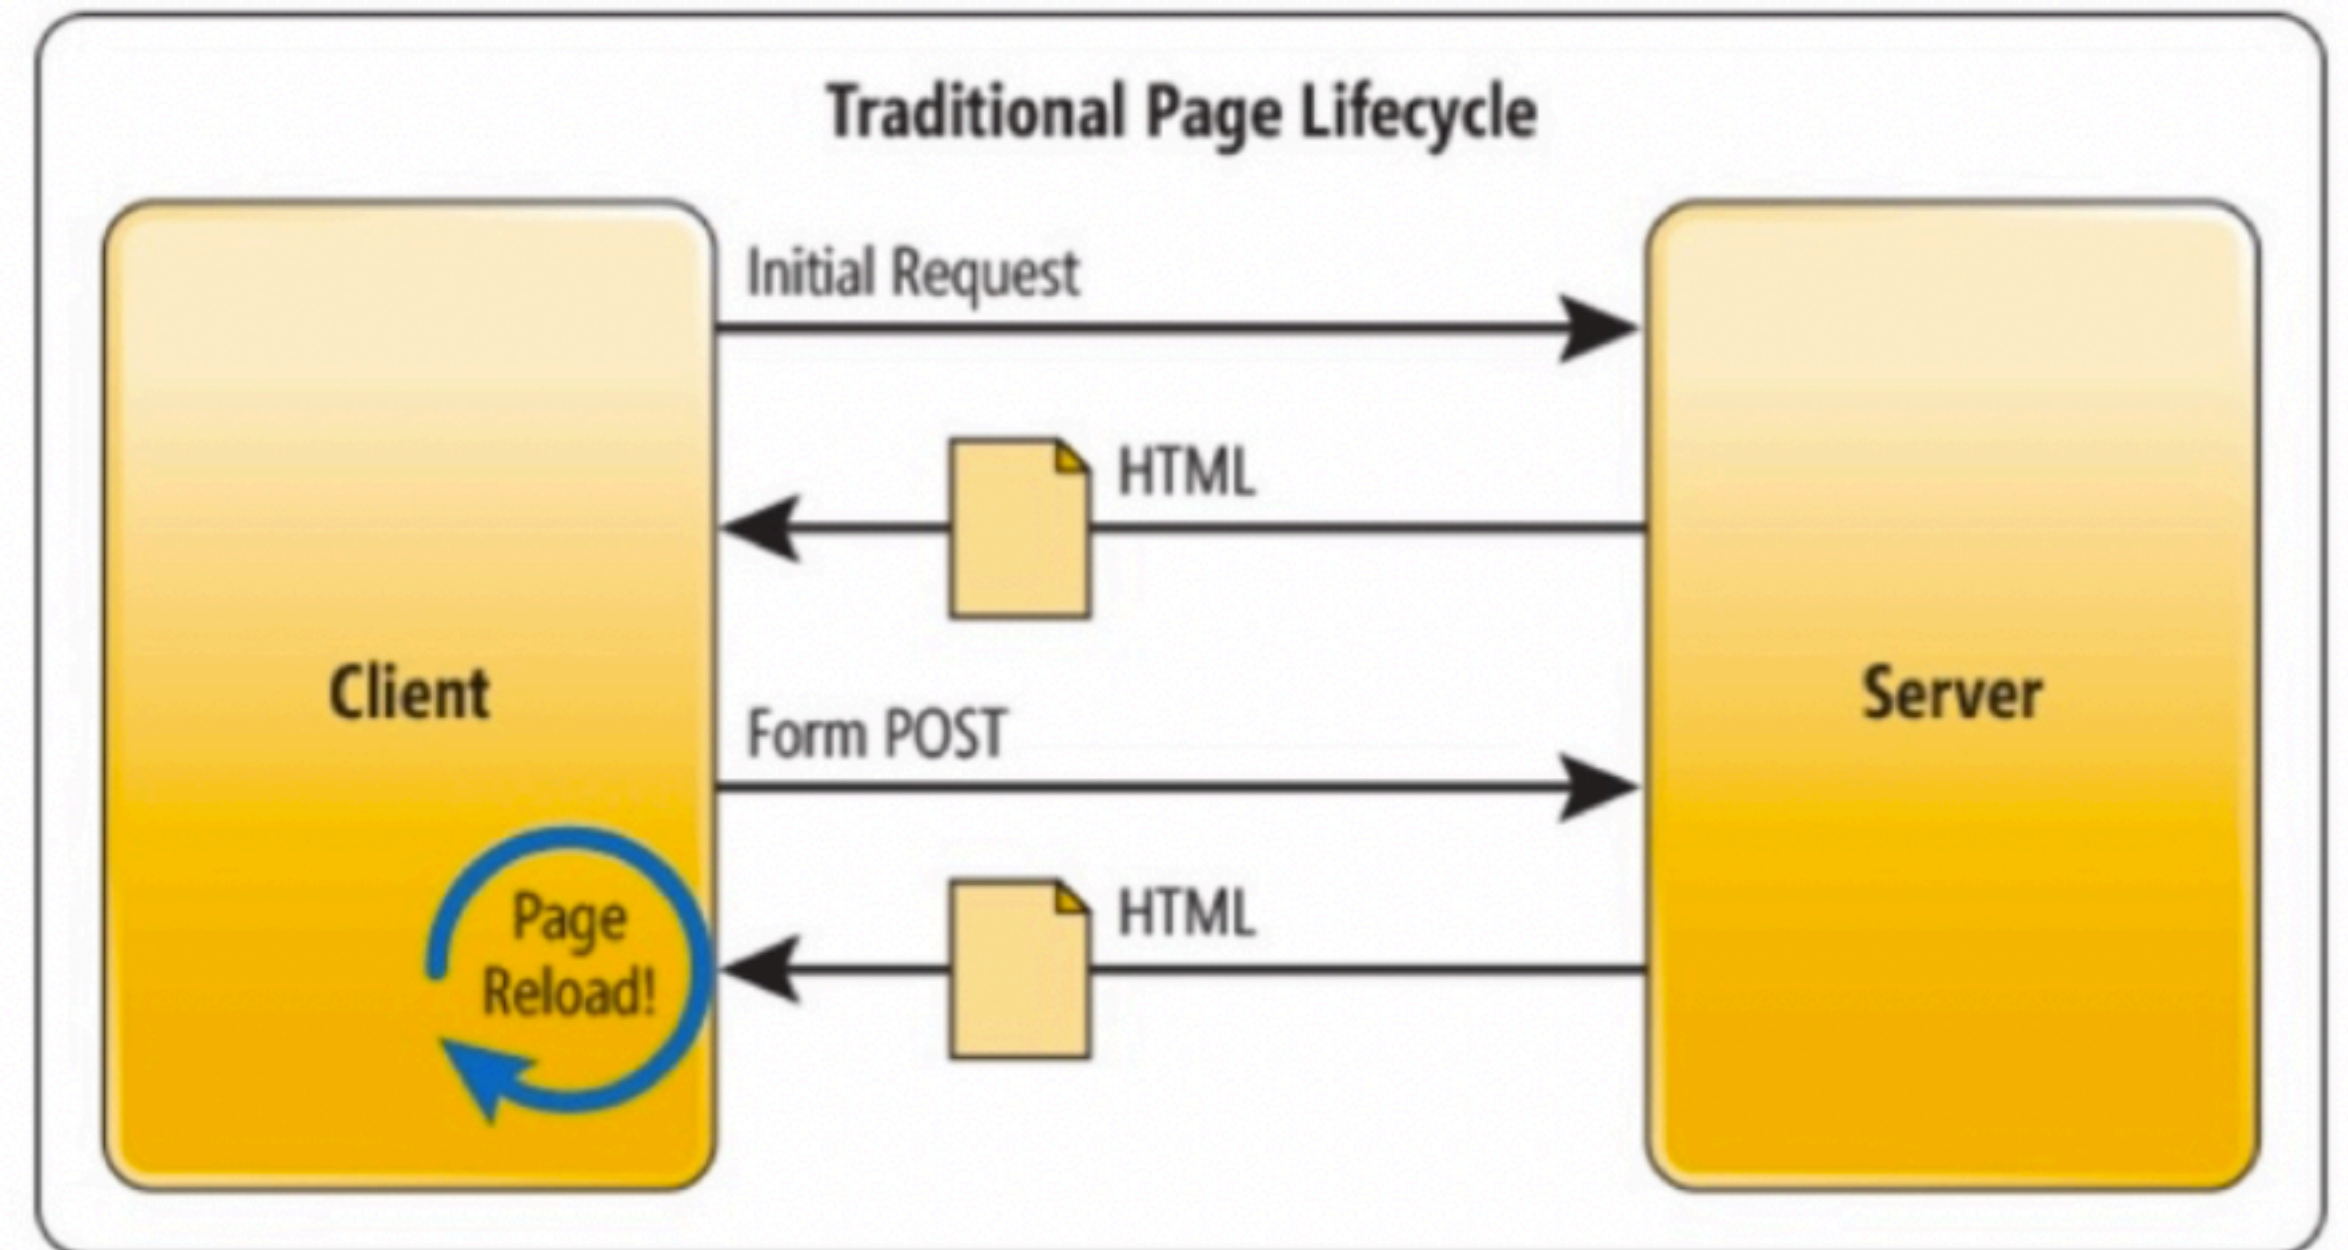 Traditional Page Lifecycle
Initial Request
HTML
Client
Server
Form POST
Page
Reload!
HTML